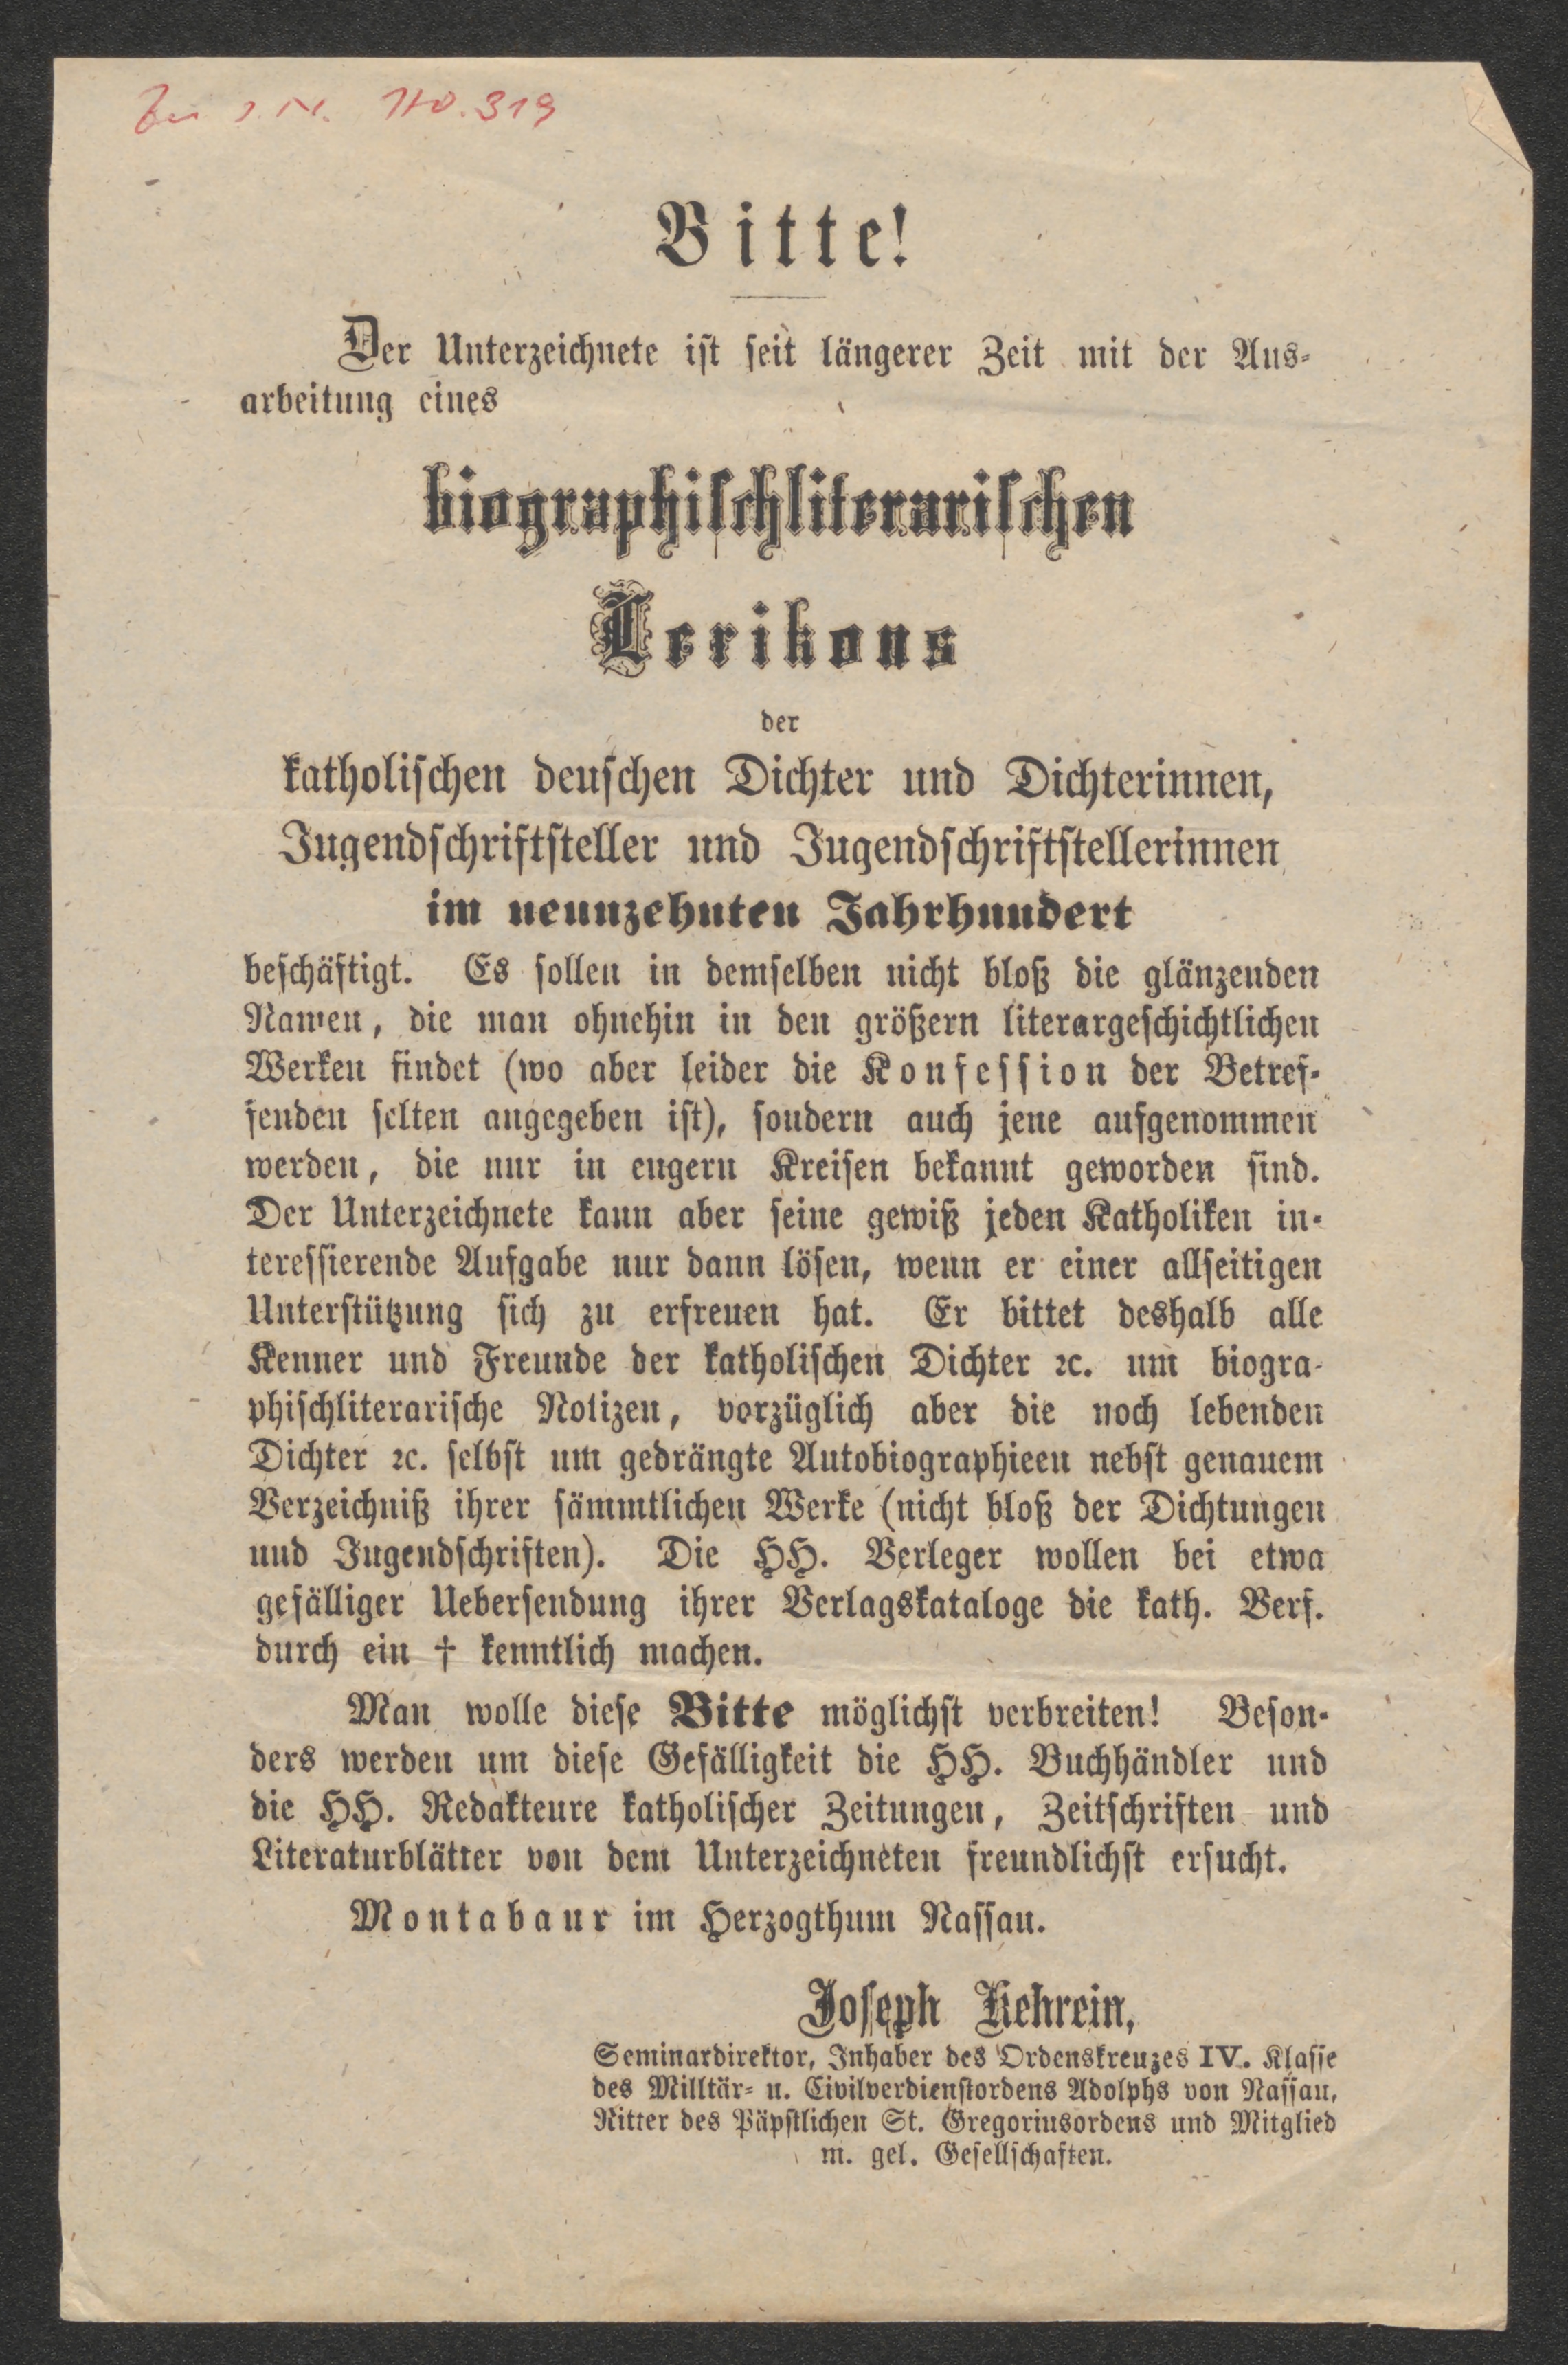 Zu I.N. 110.319
Bitte!
Der Unterzeichnete ist seit längerer Zeit mit der Aus-
arbeitung eines
biographischliterarischen
Lexikons
der
katholischen deuschen Dichter und Dichterinnen,
Jugendschriftsteller und Jugendschriftstellerinnen
im neunzehnten Jahrhundert
beschäftigt. Es sollen in demselben nicht bloß die glänzenden
Namen, die man ohnehin in den größern literargeschichtlichen
Werken findet (wo aber leider die Konfession der Betref-
fenden selten angegeben ist), sondern auch jene aufgenommen
werden, die nur in engern Kreisen bekannt geworden sind.
Der Unterzeichnete kann aber seine gewiß jeden Katholiken in-
teressierende Aufgabe nur dann lösen, wenn er einer allseitigen
Unterstützung sich zu erfreuen hat. Er bittet deshalb alle
Kenner und Freunde der katholischen Dichter ꝛc. um biogra-
phischliterarische Notizen, vorzüglich aber die noch lebenden
Dichter ꝛc. selbst um gedrängte Autobiographieen nebst genauem
Verzeichniß ihrer sämmtlichen Werke (nicht bloß der Dichtungen
und Jugendschriften). Die HH. Verleger wollen bei etwa
gefälliger Uebersendung ihrer Verlagskataloge die kath. Verf.
durch ein † kenntlich machen.
Man wolle diese Bitte möglichst verbreiten! Beson-
ders werden um diese Gefälligkeit die HH. Buchhändler und
die HH. Redakteure katholischer Zeitungen, Zeitschriften und
Literaturblätter von dem Unterzeichneten freundlichst ersucht.
Montabaur im Herzogthum Nassau.
Joseph Kehrein,
Seminardirektor, Inhaber des Ordenskreuzes IV. Klasse
des Milltär- u. Civilverdienstordens Adolphs von Nassau,
Ritter des Päpstlichen St. Gregoriusordens und Mitglied
m. gel. Gesellschaften.